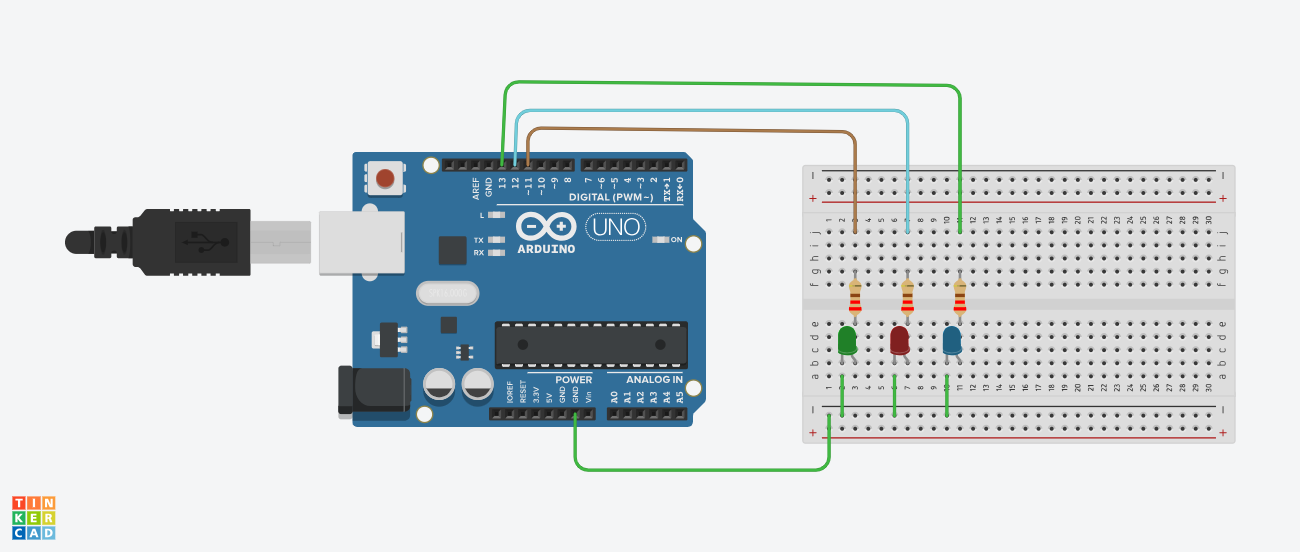 AREF
GND
13
12
~11
~10
~9
8
7
~6
~5
4
~3
2
TX→1
RX←0
DIGITAL (PWM~)
L
TX
RX
ARDUINO
UNO
ON
IOREF
RESET
3.3V
5V
GND
GND
Vin
POWER
ANALOG IN
A0
A1
A2
A3
A4
A5
− −
+ +
1 2 3 4 5 6 7 8 9 10 11 12 13 14 15 16 17 18 19 20 21 22 23 24 25 26 27 28 29 30
j j
i i
h h
g g
f f
e e
d d
c c
b b
a a
1 2 3 4 5 6 7 8 9 10 11 12 13 14 15 16 17 18 19 20 21 22 23 24 25 26 27 28 29 30
− −
+ +
TIN
KER
CAD